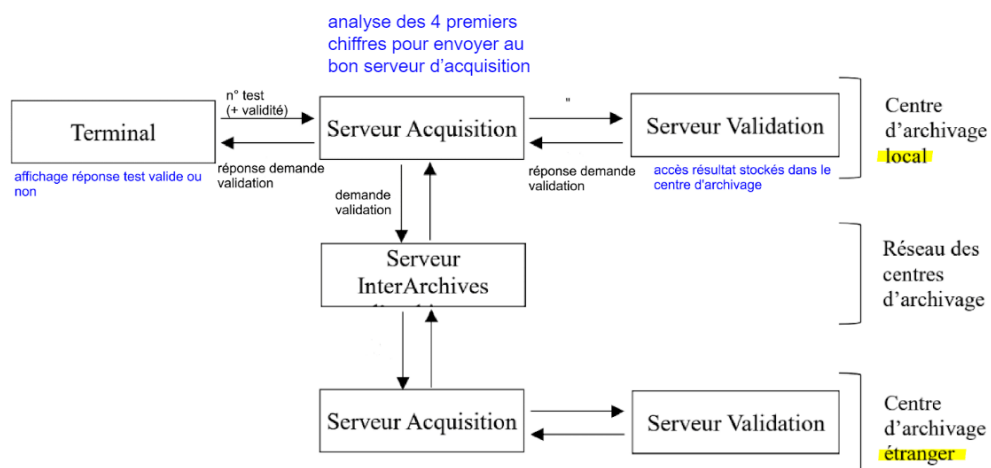 analyse des 4 premiers
chiffres pour envoyer au
bon serveur d'acquisition
n° test
(+ validité)
"
Terminal
Serveur Acquisition
Serveur Validation
Centre
d'archivage
local
affichage réponse test valide ou
non
réponse demande
validation
réponse demande
validation
accès résultat stockés dans le
centre d'archivage
demande
validation
Serveur
InterArchives
Réseau des
centres
d'archivage
Serveur Acquisition
Serveur Validation
Centre
d'archivage
étranger